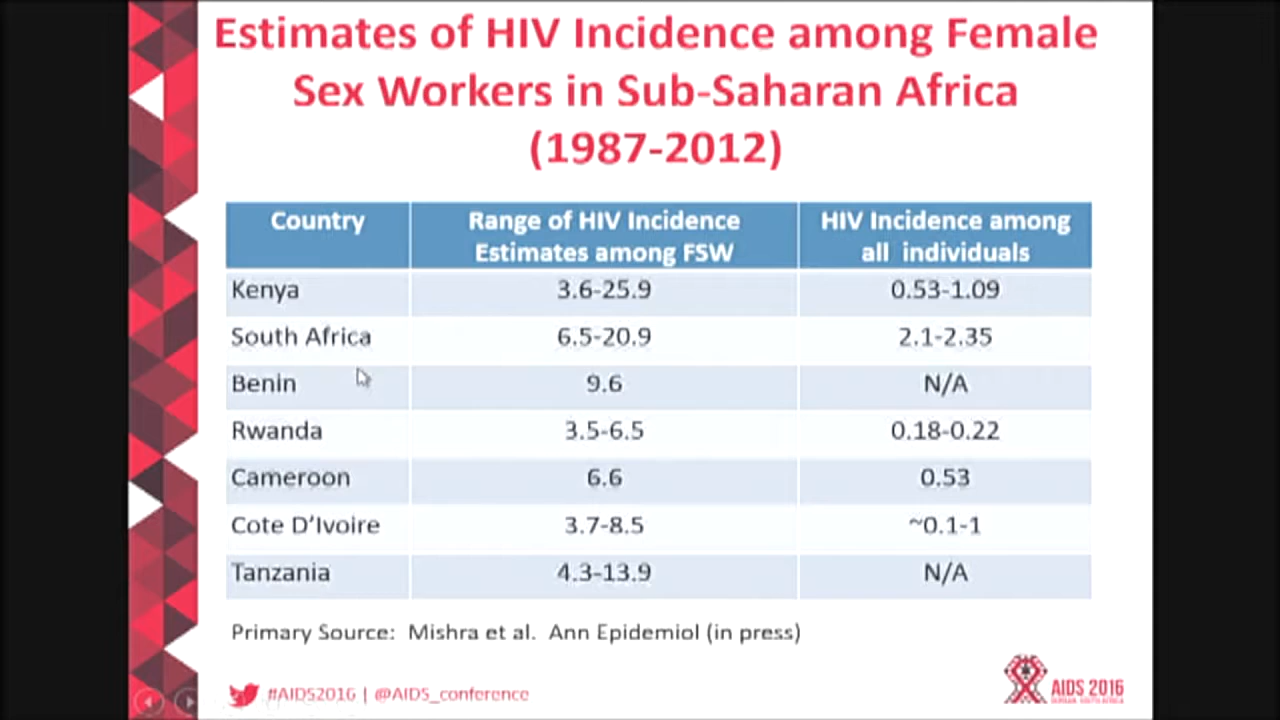 Estimates of HIV Incidence among Female
Sex Workers in Sub-Saharan Africa
(1987-2012)
Country
Range of HIV Incidence
Estimates among FSW
HIV Incidence among
all individuals
Kenya 3.6-25.9 0.53-1.09
South Africa 6.5-20.9 2.1-2.35
Benin 9.6 N/A
Rwanda 3.5-6.5 0.18-0.22
Cameroon 6.6 0.53
Cote D'Ivoire 3.7-8.5 ~0.1-1
Tanzania 4.3-13.9 N/A
Primary Source: Mishra et al. Ann Epidemiol (in press)
#AIDS2016 | @AIDS_conference
AIDS 2016